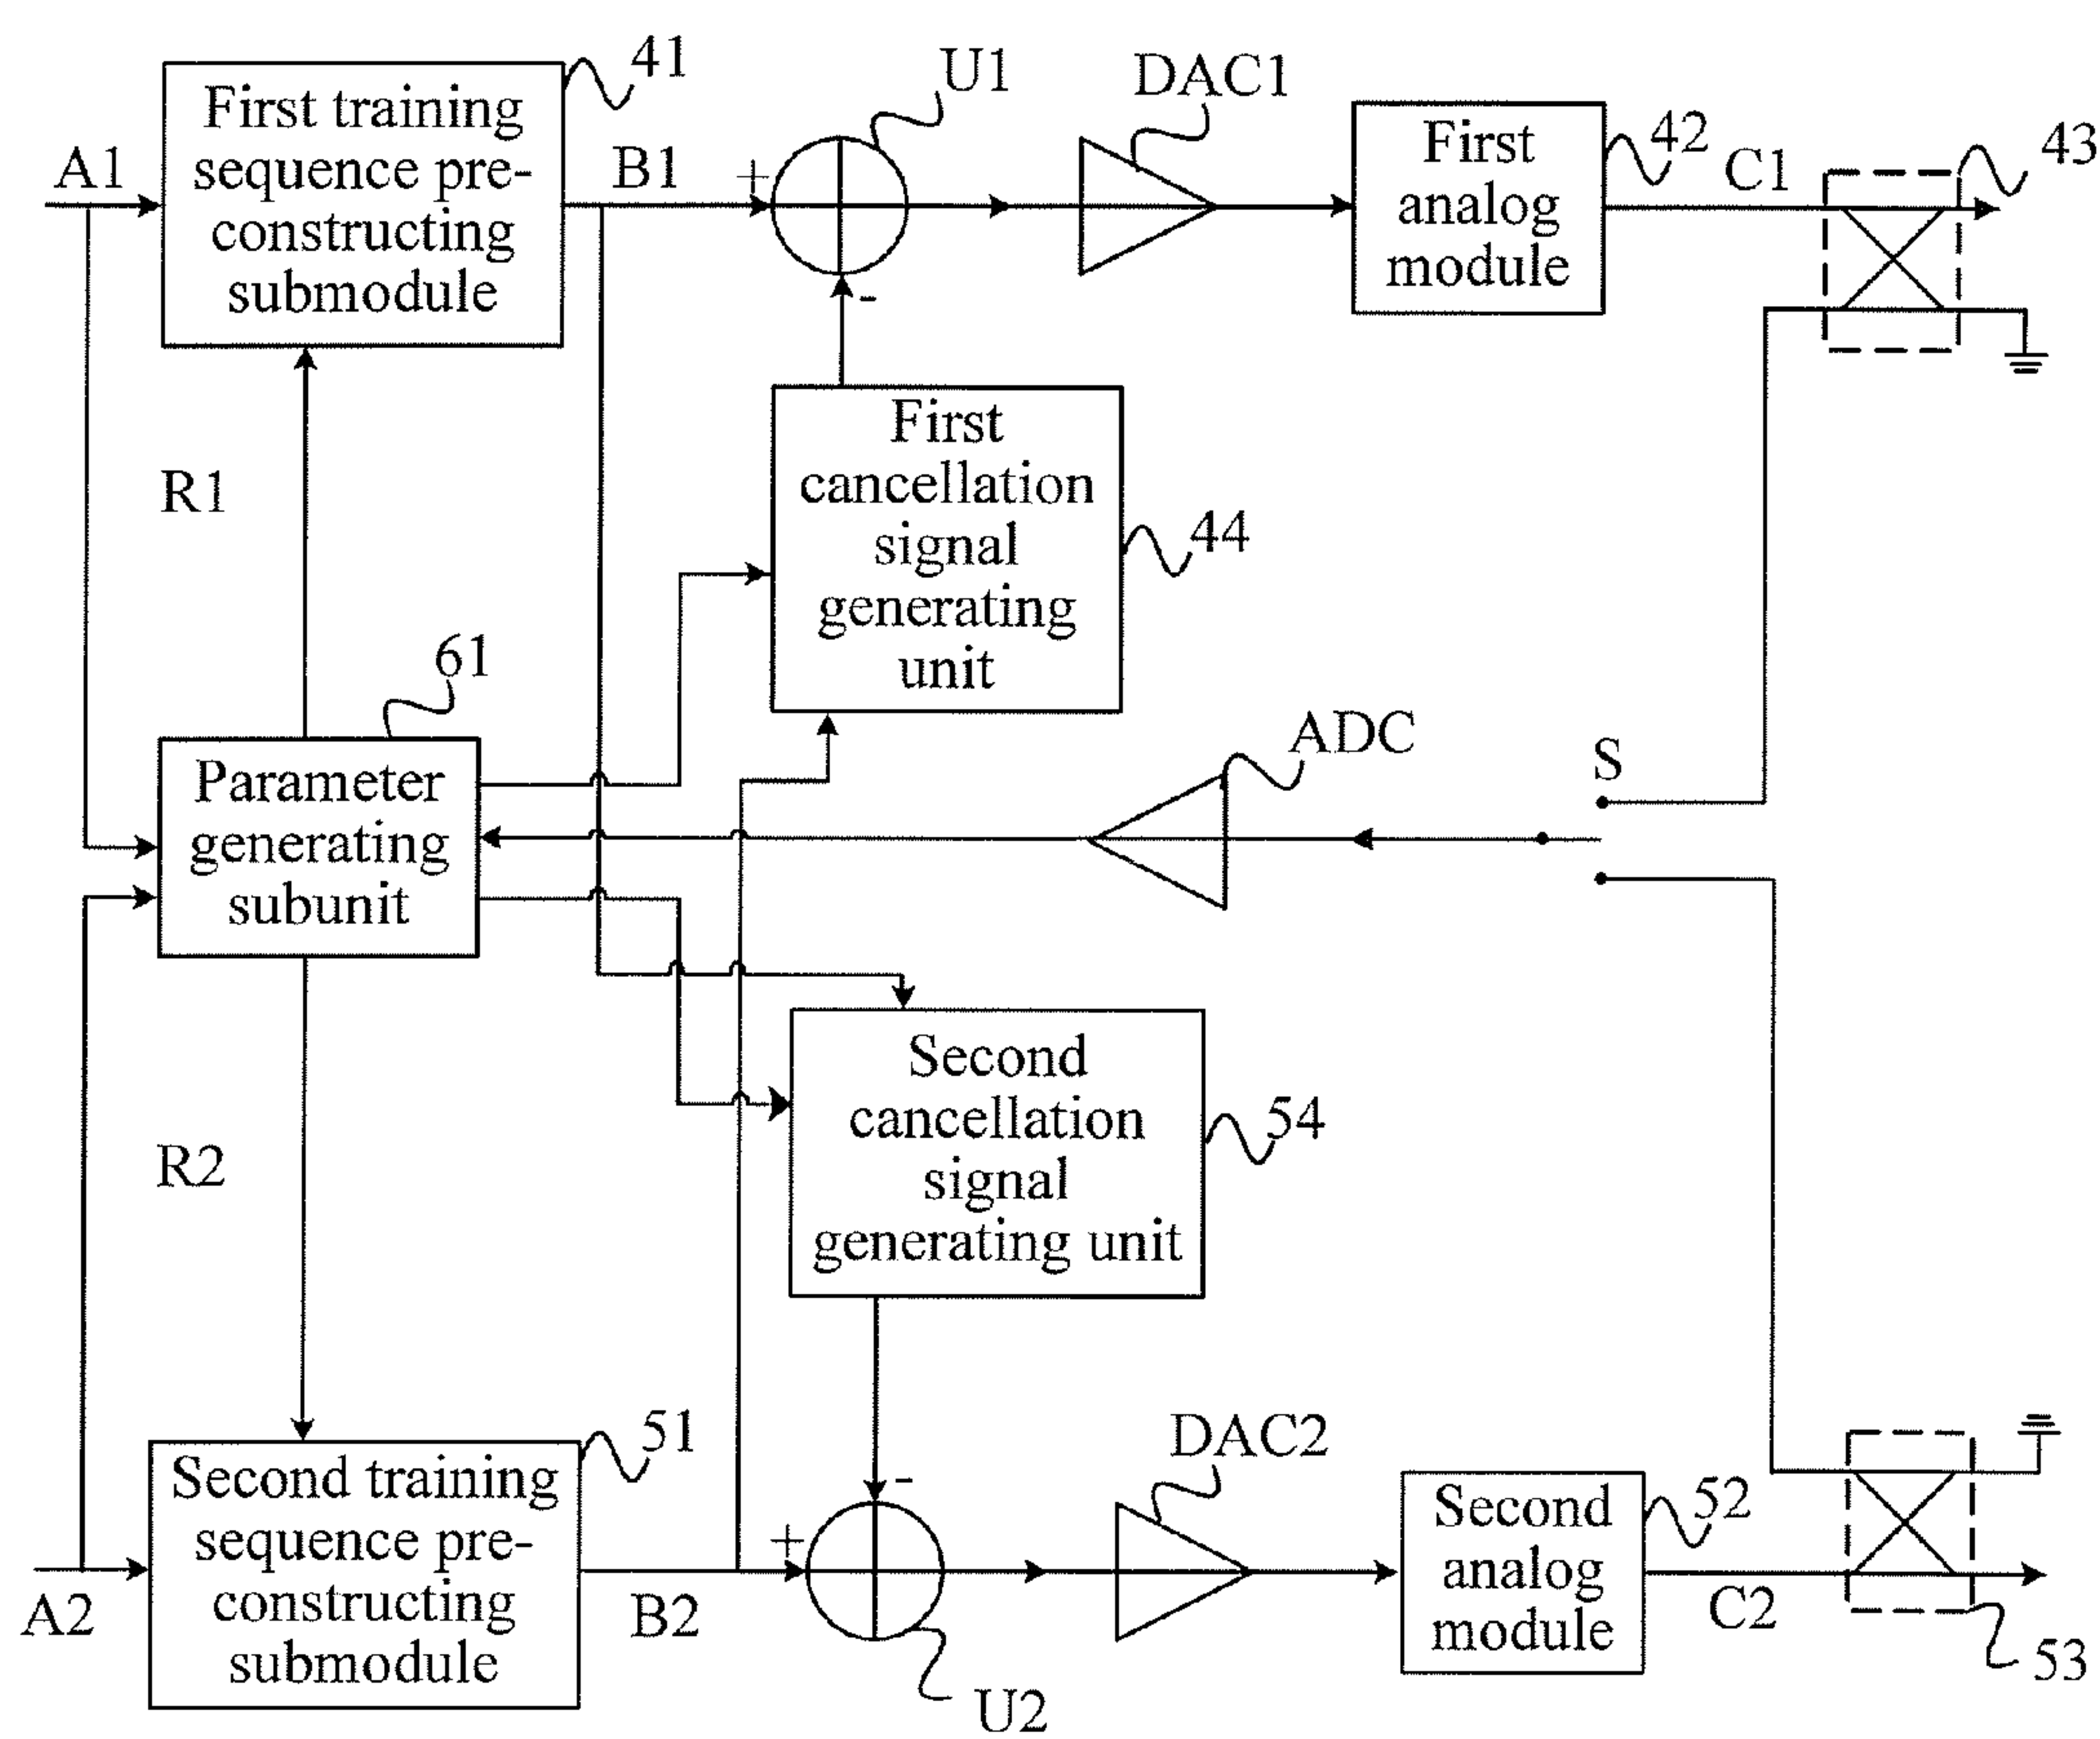 41
U1
DAC1
First training
sequence pre-
constructing
submodule
First
analog
module
42
43
A1
B1
+
C1
-
R1
First
cancellation
signal
generating
unit
44
61
ADC
S
Parameter
generating
subunit
Second
cancellation
signal
generating unit
54
R2
51
DAC2
-
Second training
sequence pre-
constructing
submodule
+
Second
analog
module
52
A2
B2
C2
53
U2